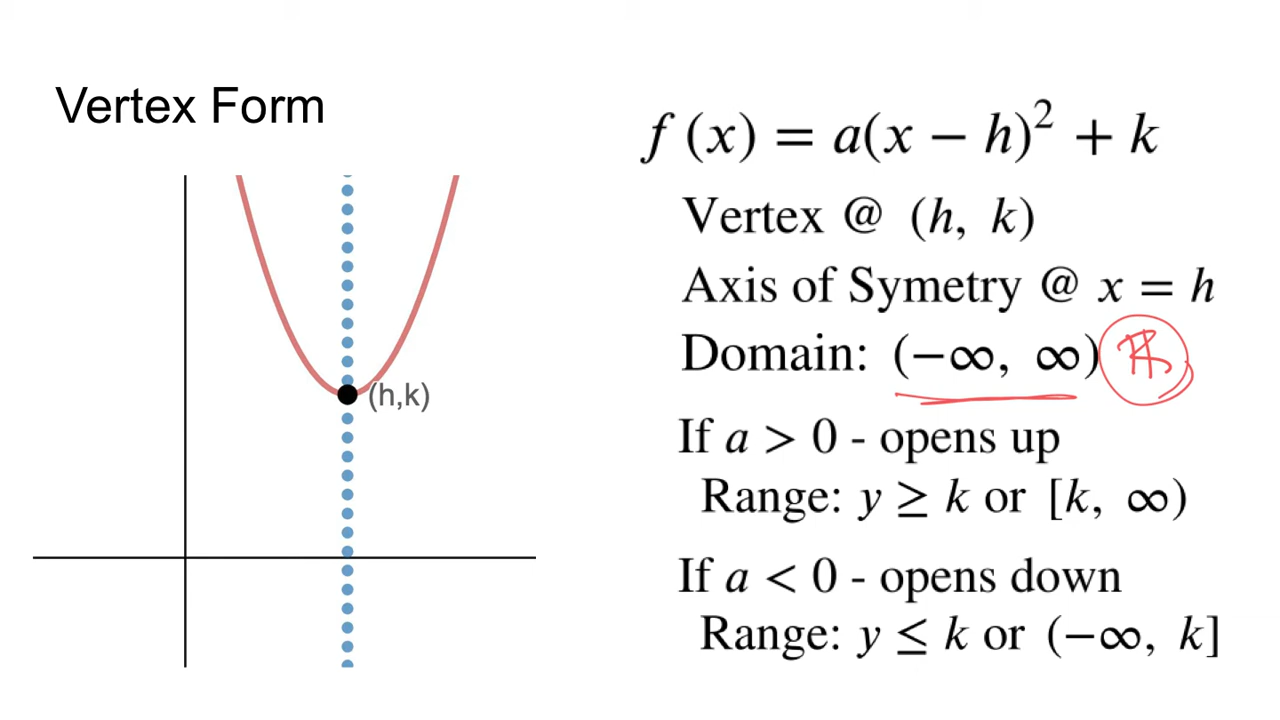 Vertex Form
f (x) = a(x − h)² + k
Vertex @ (h, k)
Axis of Symetry @ x = h
Domain: (−∞, ∞) ℝ
(h,k)
If a > 0 - opens up
Range: y ≥ k or [k, ∞)
If a < 0 - opens down
Range: y ≤ k or (−∞, k]